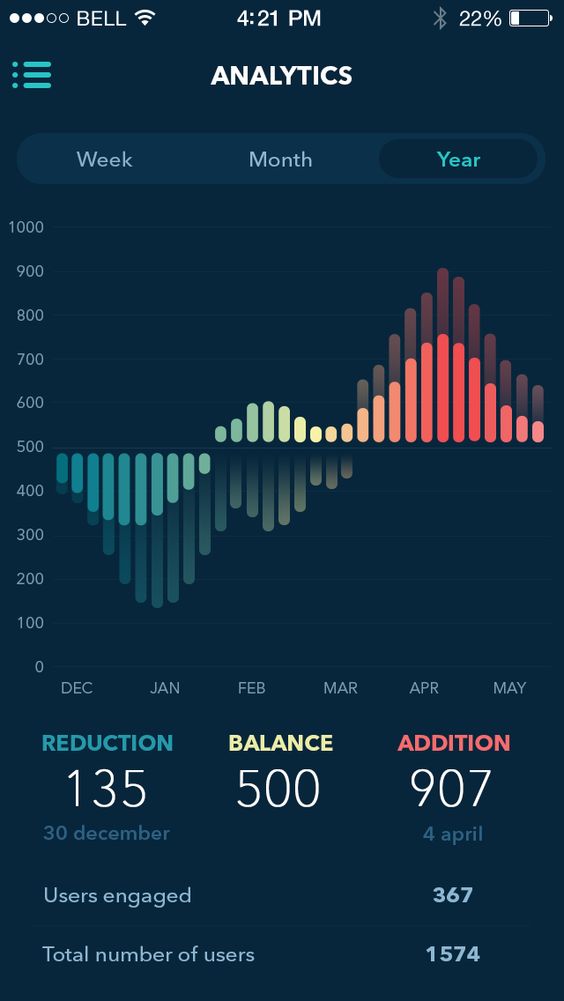 BELL 4:21 PM 22%
ANALYTICS
Week Month Year
1000
900
800
700
600
500
400
300
200
100
0
DEC JAN FEB MAR APR MAY
REDUCTION BALANCE ADDITION
135 500 907
30 december 4 april
Users engaged 367
Total number of users 1574